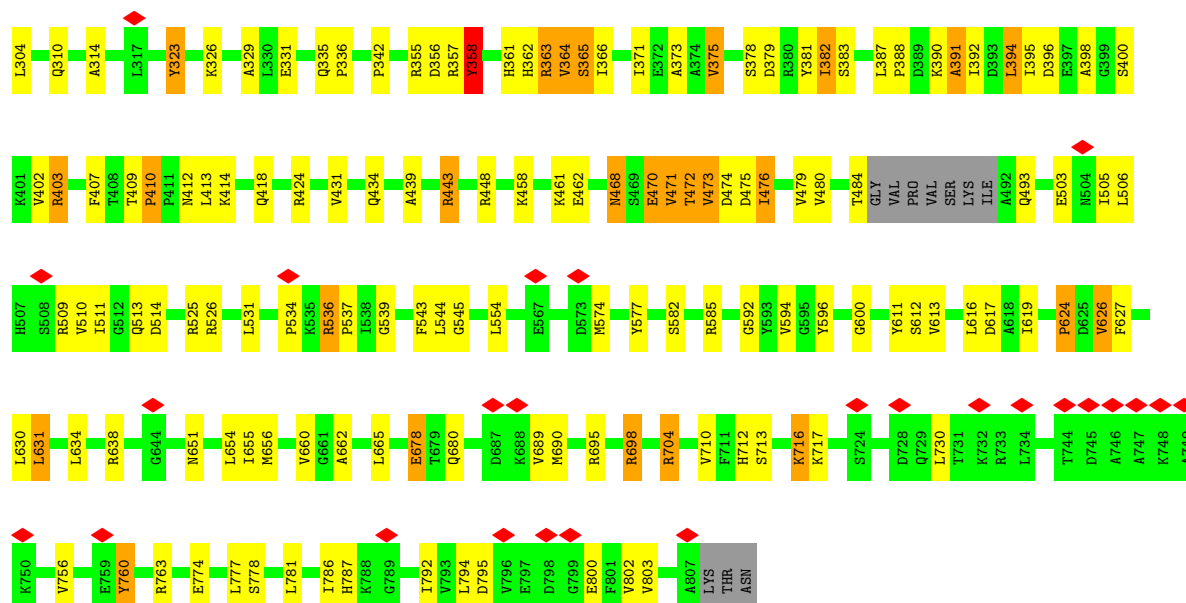 L304 Q310 A314 L317 Y323 K326 A329 L330 E331 Q335 P336 P342 R355 D356 R357 Y358 H361 H362 R363 V364 S365 I366 I371 E372 A373 A374 V375 S378 D379 R380 Y381 I382 S383 L387 P388 D389 K390 A391 I392 D393 L394 I395 D396 E397 A398 G399 S400
K401 V402 R403 F407 T408 T409 P410 P411 N412 L413 K414 Q418 R424 V431 Q434 A439 R443 R448 K458 K461 E462 N468 S469 E470 V471 T472 V473 D474 D475 I476 V479 V480 T484 GLY VAL PRO VAL SER LYS ILE A492 Q493 E503 N504 I505 L506
H507 S508 R509 V510 I511 G512 Q513 D514 R525 R526 L531 P534 K535 R536 P537 I538 G539 F543 L544 G545 L554 E567 D573 M574 Y577 S582 R585 G592 Y593 V594 G595 Y596 G600 Y611 S612 V613 L616 D617 A618 I619 P624 D625 V626 F627
L630 L631 L634 R638 G644 N651 L654 I655 M656 V660 G661 A662 L665 E678 T679 Q680 D687 K688 V689 M690 R695 R698 R704 V710 F711 H712 S713 K716 K717 S724 D728 Q729 L730 T731 K732 R733 L734 T744 D745 A746 A747 K748
K750 V756 E759 Y760 R763 E774 L777 S778 L781 I786 H787 K788 G789 I792 V793 L794 D795 V796 E797 D798 G799 E800 F801 V802 V803 A807 LYS THR ASN